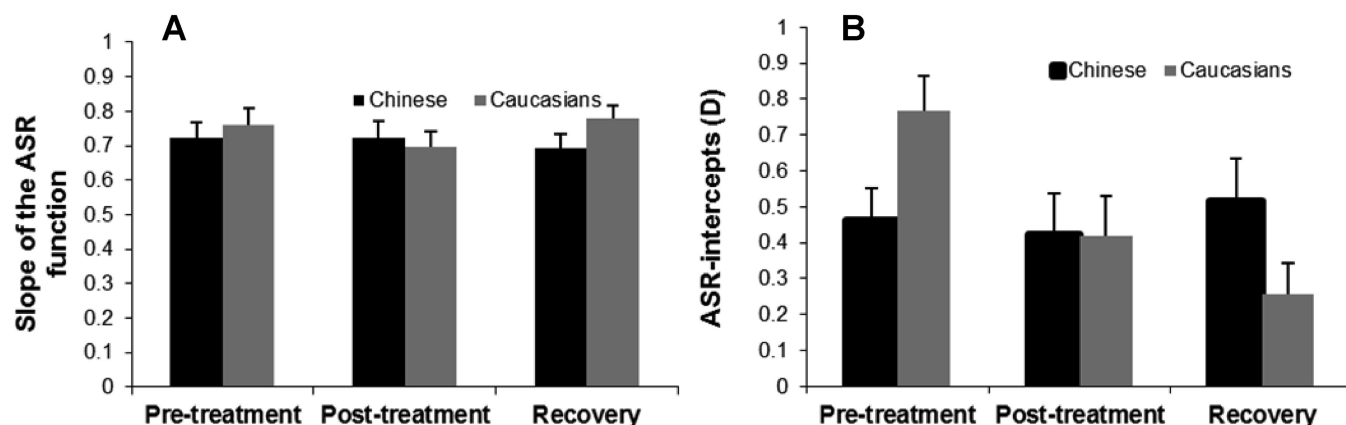 A
Slope of the ASR
function
1
0.9
0.8
0.7
0.6
0.5
0.4
0.3
0.2
0.1
0
Chinese Caucasians
Pre-treatment Post-treatment Recovery
B
ASR-intercepts (D)
1
0.9
0.8
0.7
0.6
0.5
0.4
0.3
0.2
0.1
0
Chinese Caucasians
Pre-treatment Post-treatment Recovery